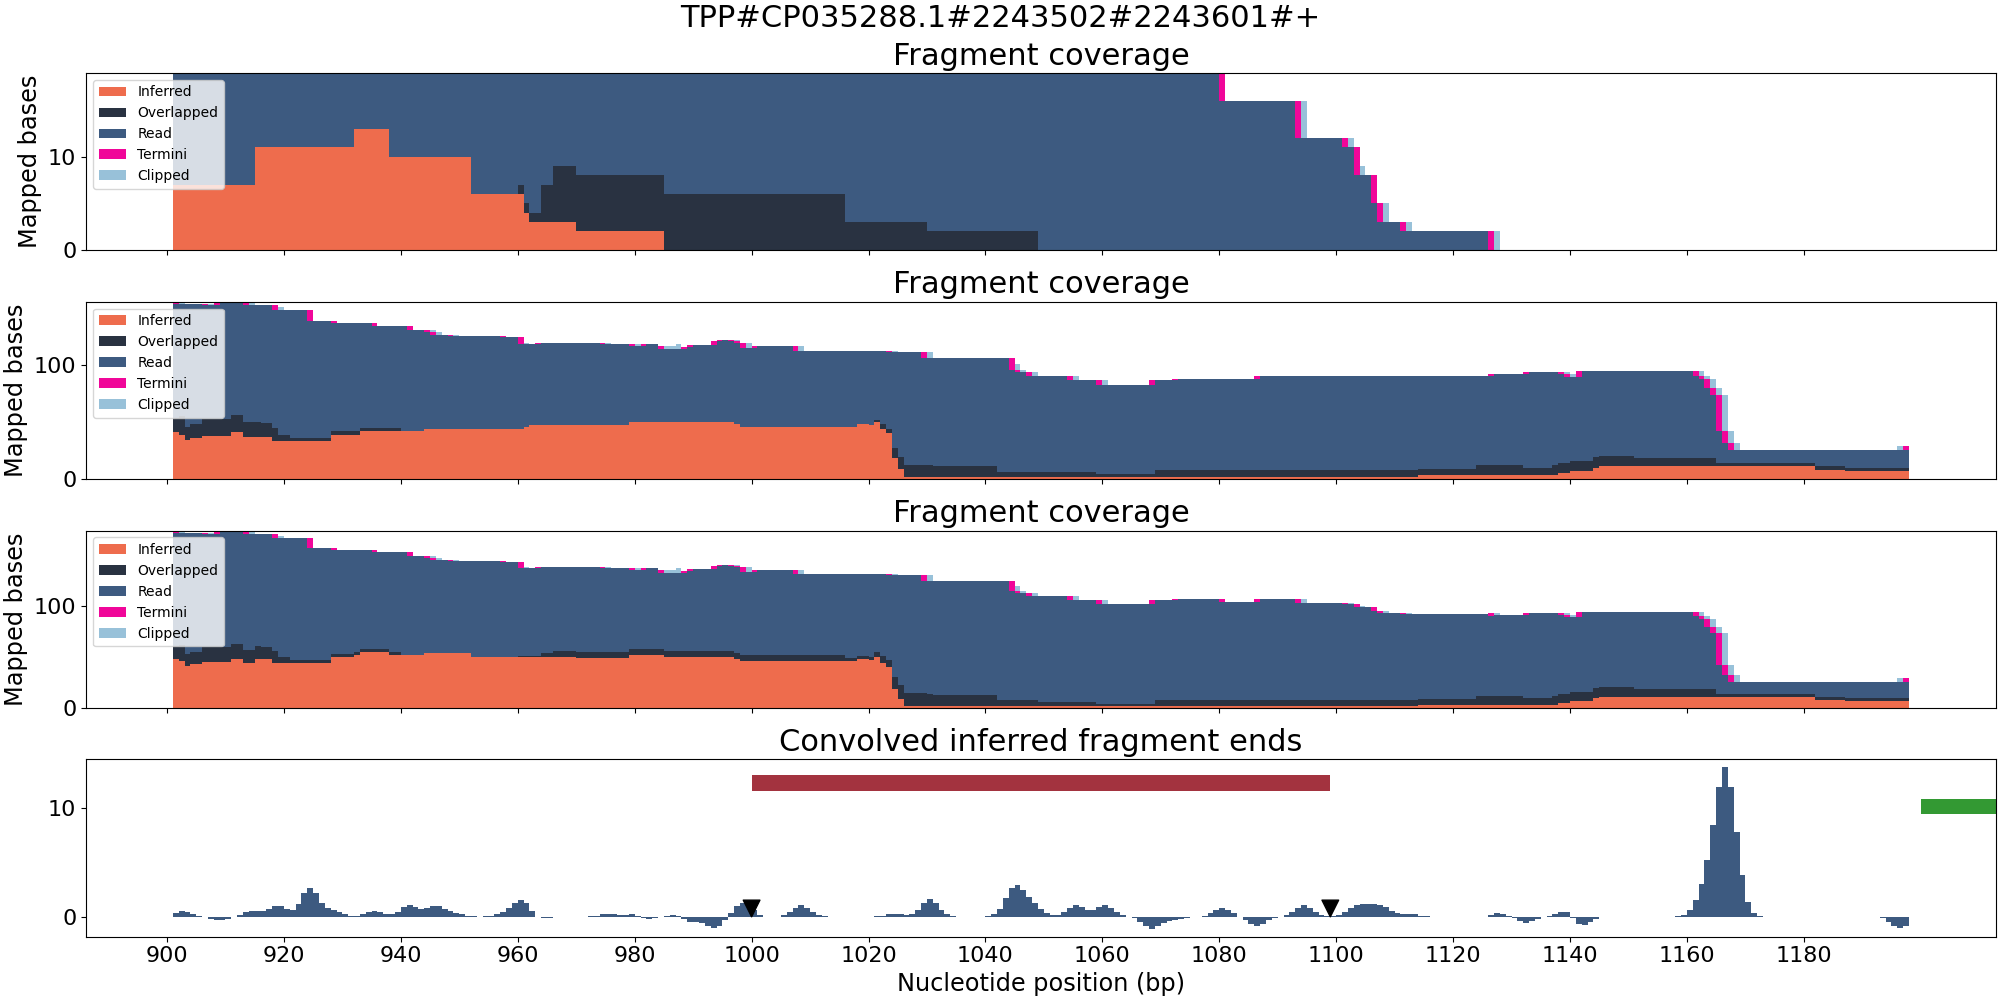 TPP#CP035288.1#2243502#2243601#+
Fragment coverage
Mapped bases
10
0
Inferred
Overlapped
Read
Termini
Clipped
Fragment coverage
Mapped bases
100
0
Inferred
Overlapped
Read
Termini
Clipped
Fragment coverage
Mapped bases
100
0
Inferred
Overlapped
Read
Termini
Clipped
Convolved inferred fragment ends
10
0
900 920 940 960 980 1000 1020 1040 1060 1080 1100 1120 1140 1160 1180
Nucleotide position (bp)